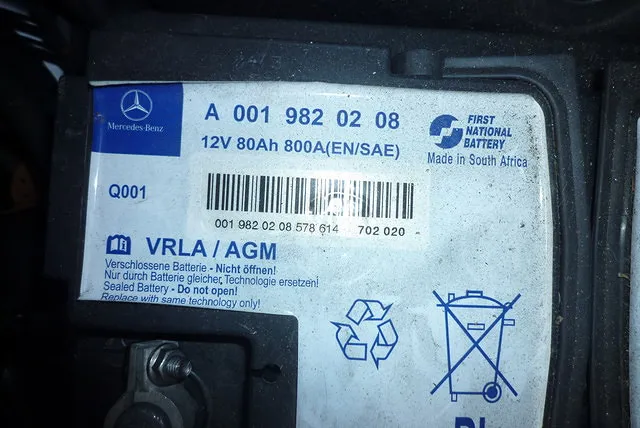 Mercedes-Benz
A 001 982 02 08
12V 80Ah 800A(EN/SAE)
FIRST
NATIONAL
BATTERY
Made in South Africa
Q001
001 982 02 08 578 614 702 020
VRLA / AGM
Verschlossene Batterie - Nicht öffnen!
Nur durch Batterie gleicher Technologie ersetzen!
Sealed Battery - Do not open!
Replace with same technology only!